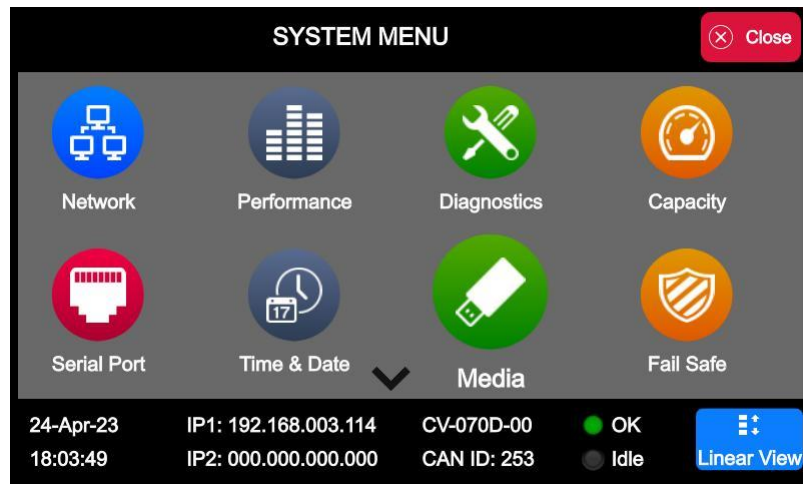 SYSTEM MENU
Close
Network
Performance
Diagnostics
Capacity
17
Serial Port
Time & Date
Media
Fail Safe
24-Apr-23
IP1: 192.168.003.114
CV-070D-00
OK
18:03:49
IP2: 000.000.000.000
CAN ID: 253
Idle
Linear View